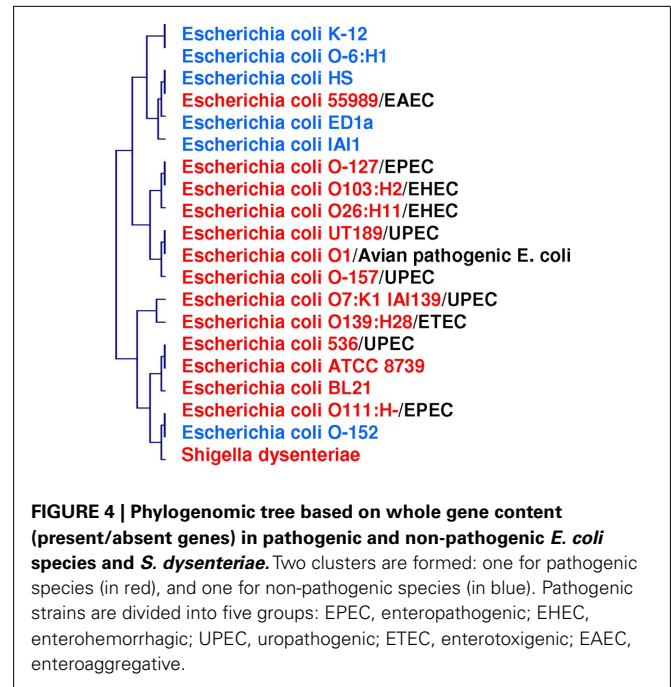 Escherichia coli K-12
Escherichia coli O-6:H1
Escherichia coli HS
Escherichia coli 55989/EAEC
Escherichia coli ED1a
Escherichia coli IAI1
Escherichia coli O-127/EPEC
Escherichia coli O103:H2/EHEC
Escherichia coli O26:H11/EHEC
Escherichia coli UT189/UPEC
Escherichia coli O1/Avian pathogenic E. coli
Escherichia coli O-157/UPEC
Escherichia coli O7:K1 IAI139/UPEC
Escherichia coli O139:H28/ETEC
Escherichia coli 536/UPEC
Escherichia coli ATCC 8739
Escherichia coli BL21
Escherichia coli O111:H-/EPEC
Escherichia coli O-152
Shigella dysenteriae
FIGURE 4 | Phylogenomic tree based on whole gene content
(present/absent genes) in pathogenic and non-pathogenic E. coli
species and S. dysenteriae. Two clusters are formed: one for pathogenic
species (in red), and one for non-pathogenic species (in blue). Pathogenic
strains are divided into five groups: EPEC, enteropathogenic; EHEC,
enterohemorrhagic; UPEC, uropathogenic; ETEC, enterotoxigenic; EAEC,
enteroaggregative.